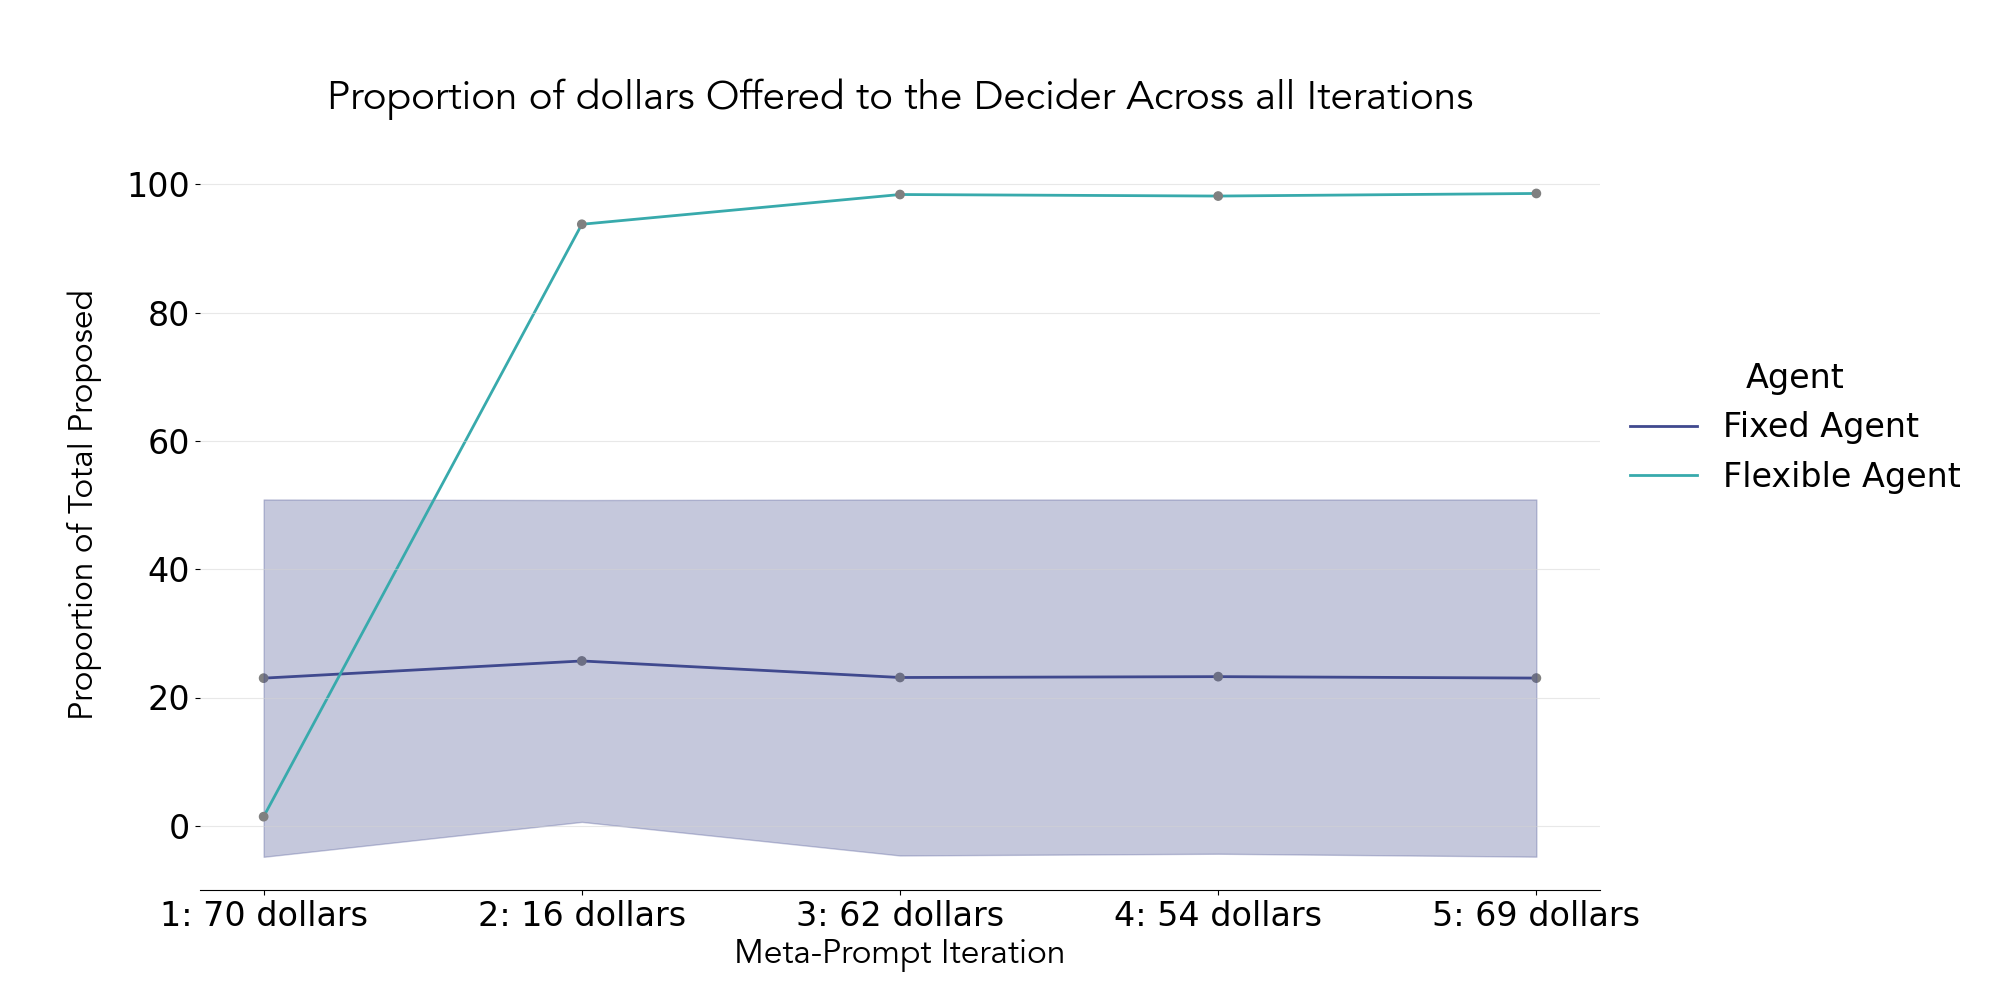 Proportion of dollars Offered to the Decider Across all Iterations
Proportion of Total Proposed
100
80
60
40
20
0
1: 70 dollars
2: 16 dollars
3: 62 dollars
4: 54 dollars
5: 69 dollars
Meta-Prompt Iteration
Agent
Fixed Agent
Flexible Agent